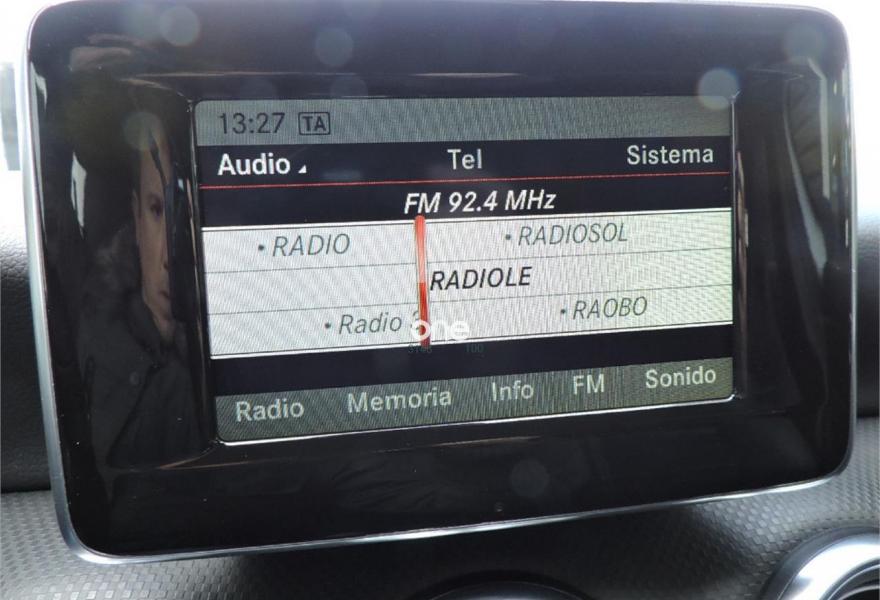 13:27 TA
Audio Tel Sistema
FM 92.4 MHz
• RADIO • RADIOSOL
RADIOLE
• Radio • RAOBO
one
Radio Memoria Info FM Sonido